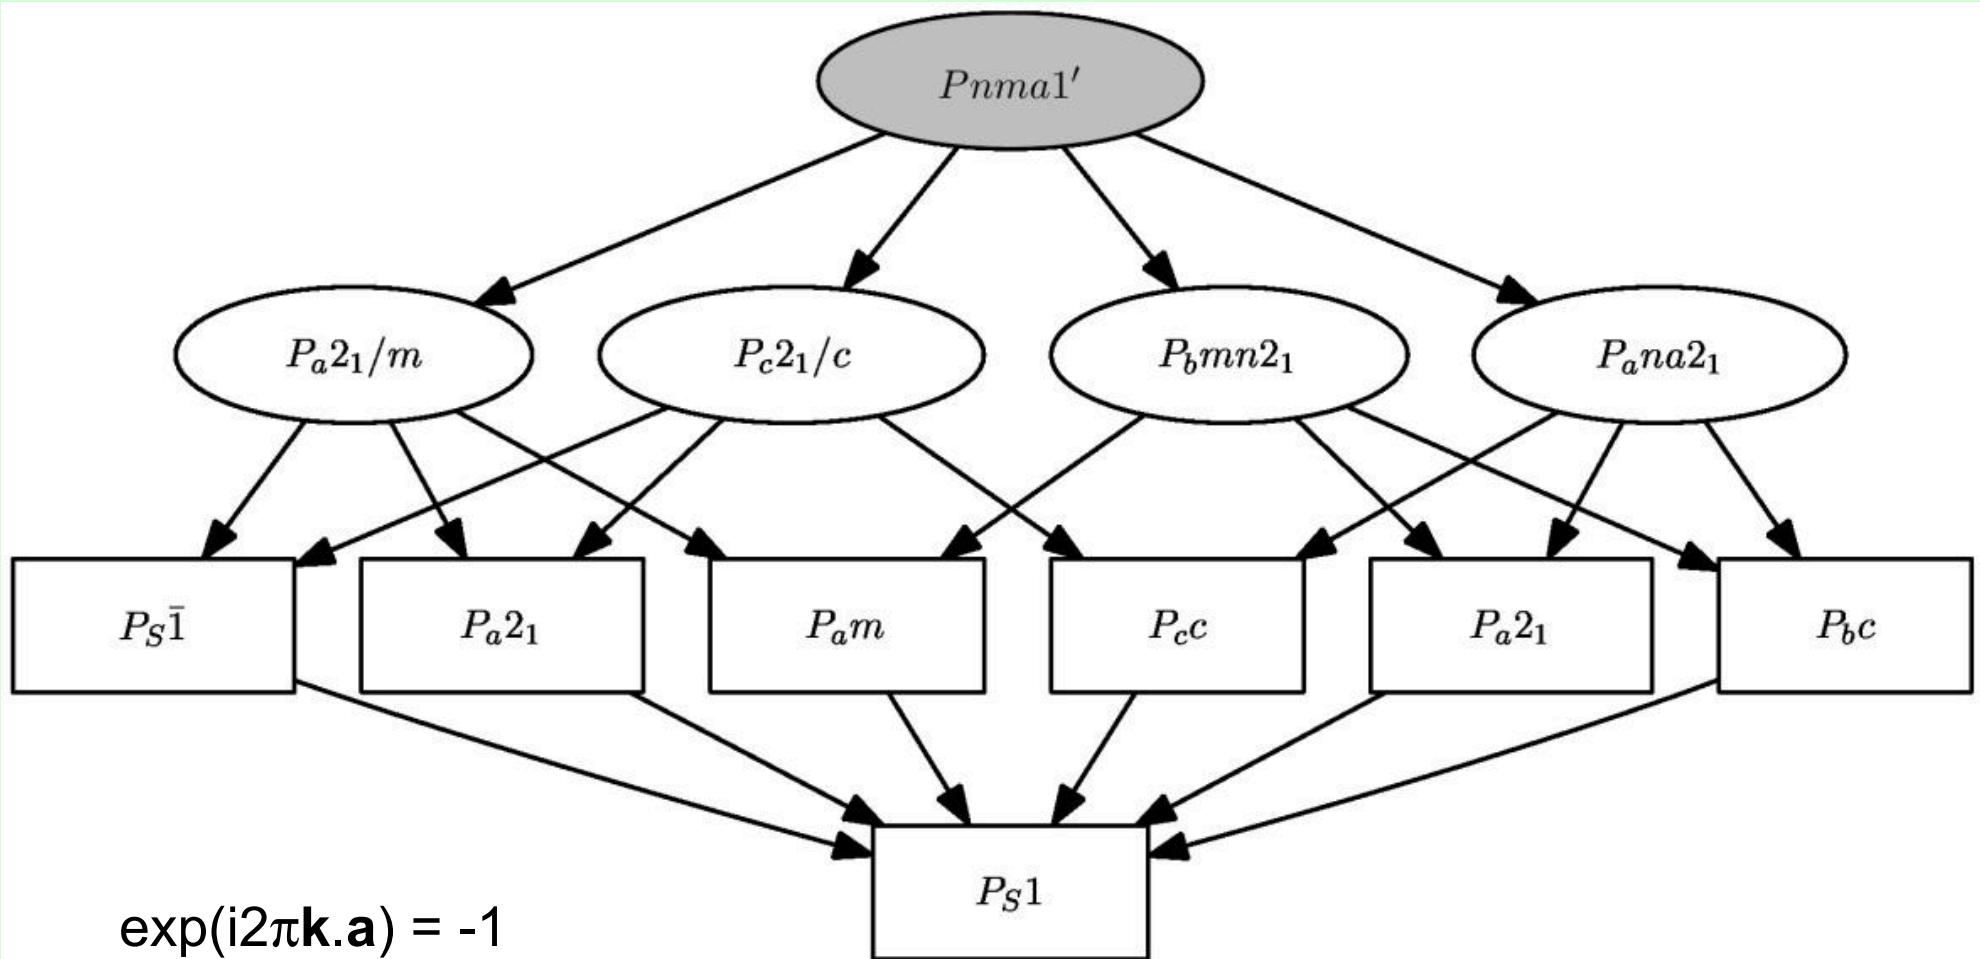 Pnma1′
P_a2_1/m
P_c2_1/c
P_bmn2_1
P_ana2_1
P_S1̄
P_a2_1
P_am
P_cc
P_a2_1
P_bc
P_S1
exp(i2πk.a) = -1